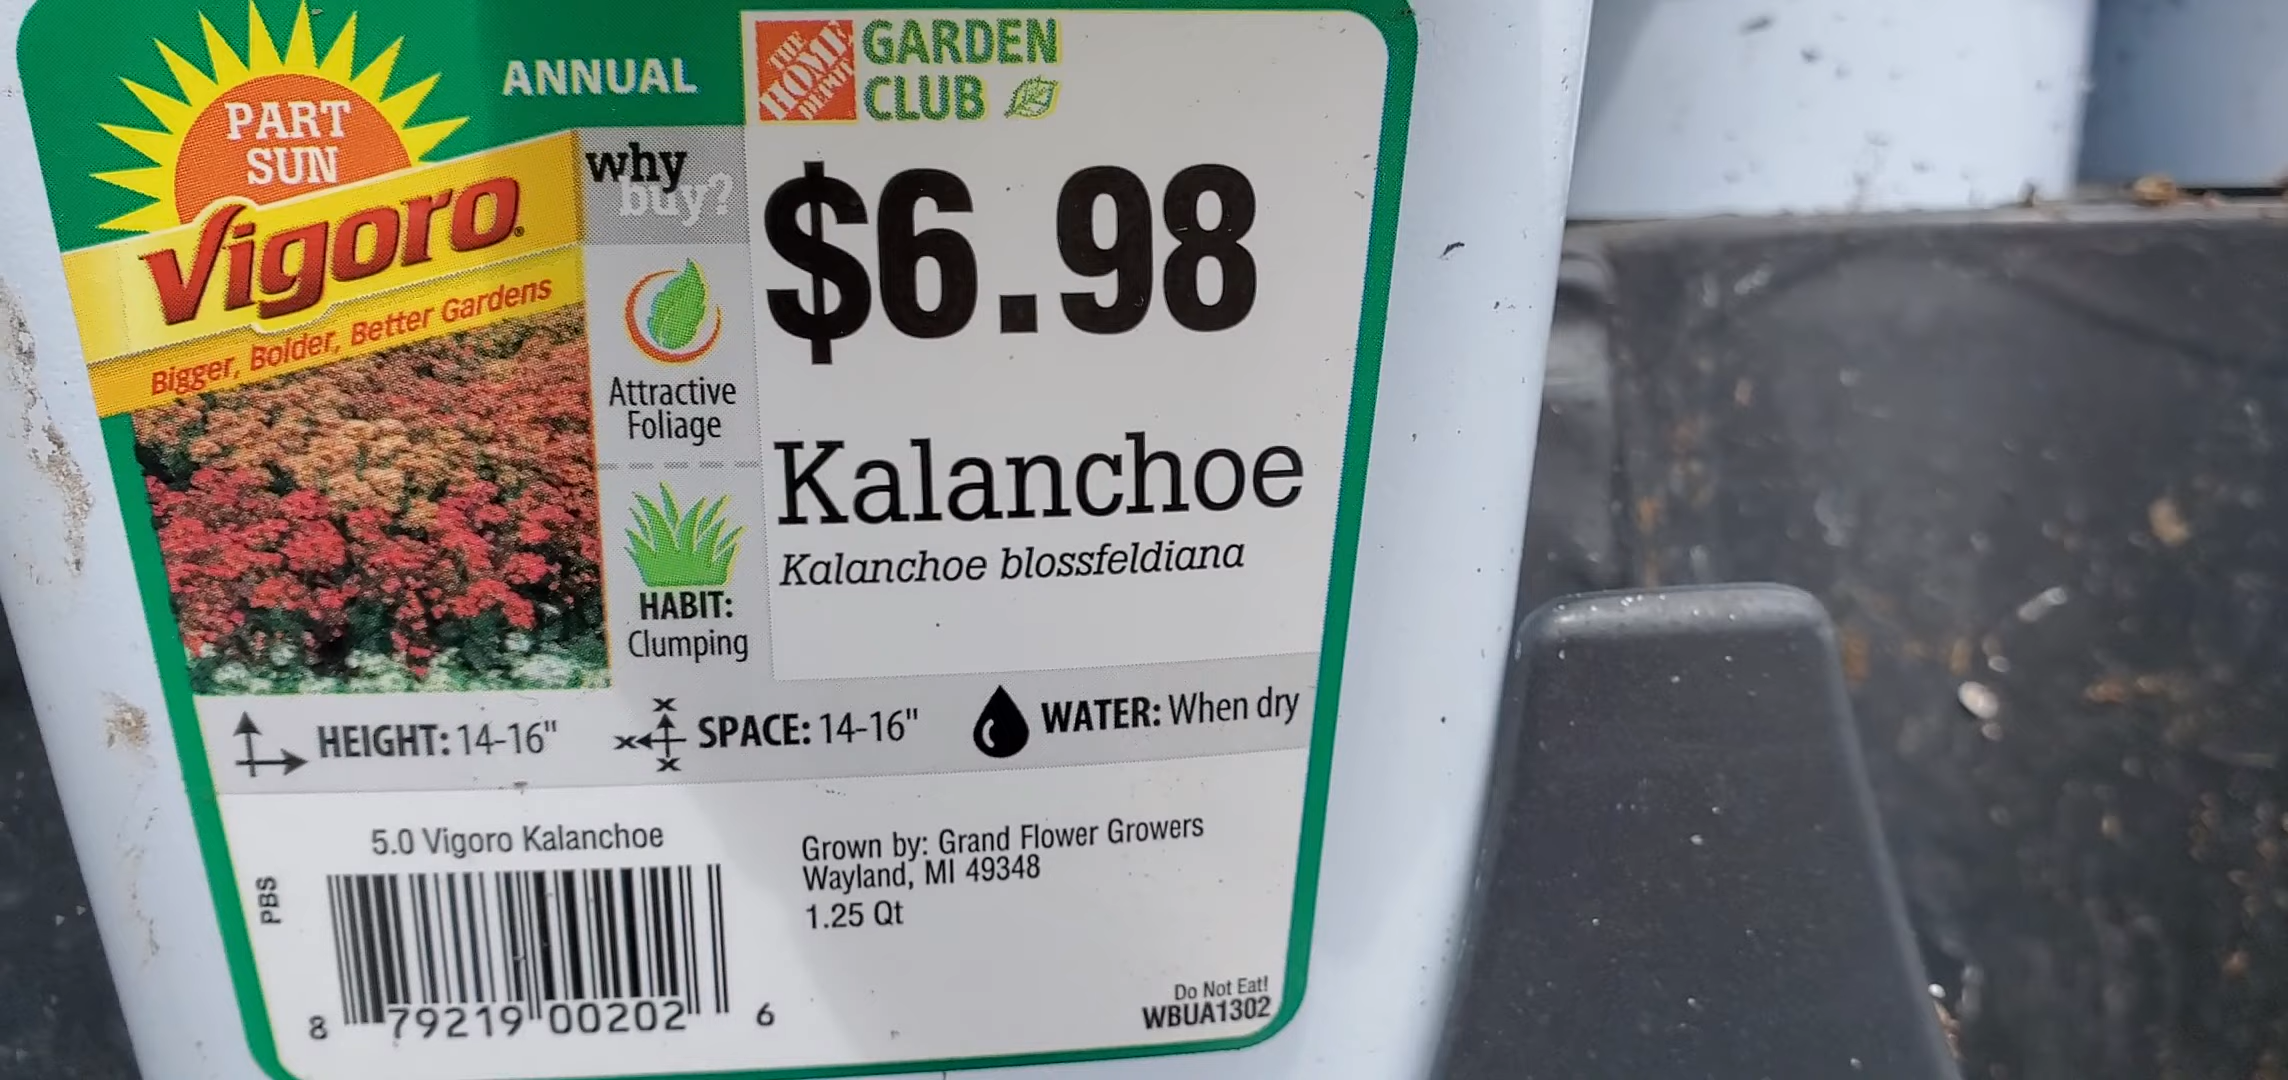 PART
SUN
Vigoro
Bigger, Bolder, Better Gardens
ANNUAL
why
buy?
Attractive
Foliage
HABIT:
Clumping
THE
HOME
DEPOT
GARDEN
CLUB
$6.98
Kalanchoe
Kalanchoe blossfeldiana
HEIGHT: 14-16"
SPACE: 14-16"
WATER: When dry
5.0 Vigoro Kalanchoe
PBS
8 79219 00202 6
Grown by: Grand Flower Growers
Wayland, MI 49348
1.25 Qt
Do Not Eat!
WBUA1302